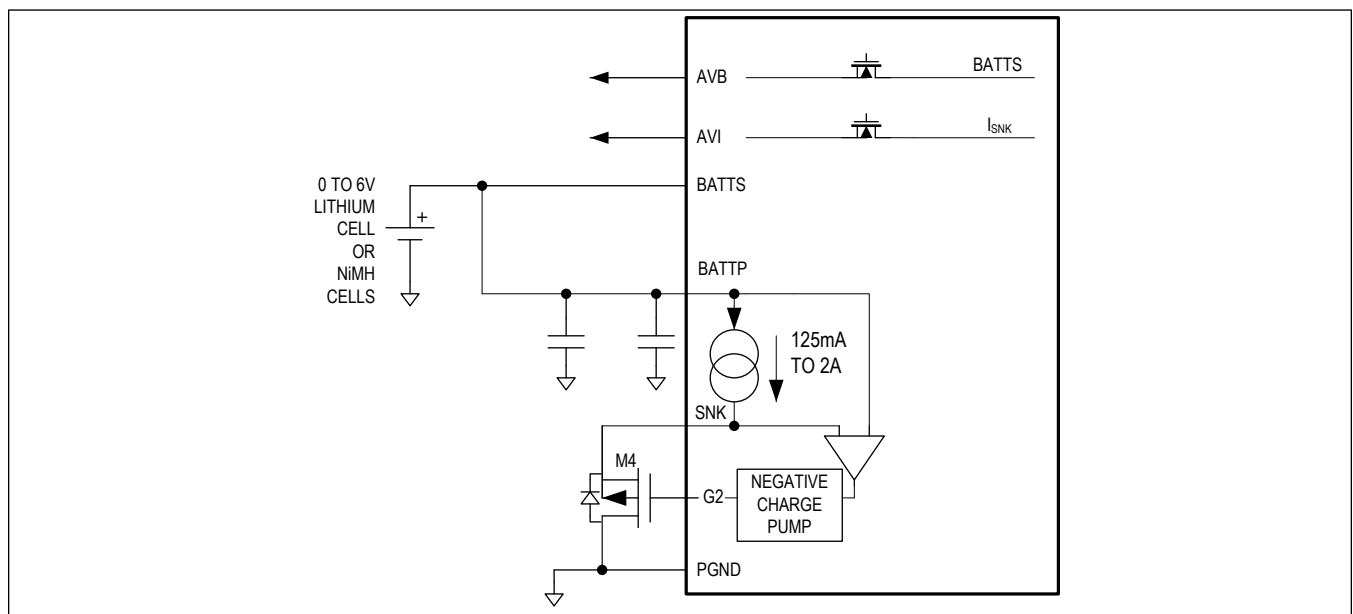 AVB
BATTS
AVI
ISNK
BATTS
0 TO 6V
LITHIUM
CELL
OR
NiMH
CELLS
+
BATTP
125mA
TO 2A
SNK
M4
G2
NEGATIVE
CHARGE
PUMP
PGND